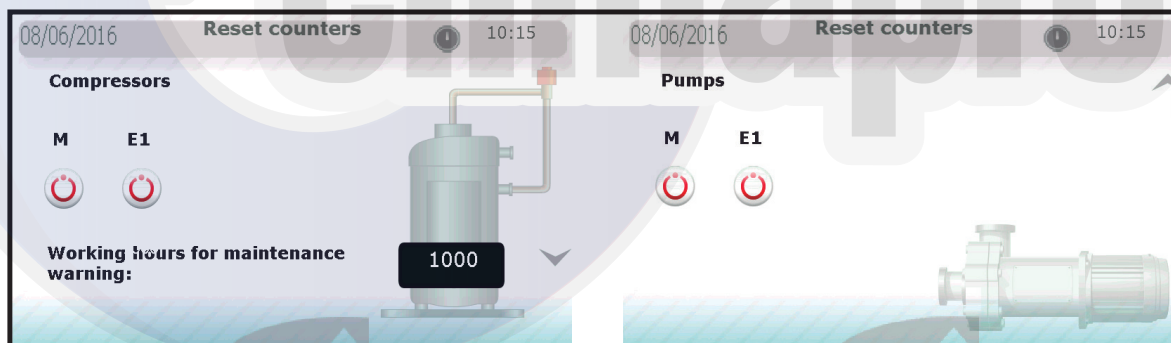 08/06/2016 Reset counters 10:15
Compressors
M E1
Working hours for maintenance
warning:
1000
08/06/2016 Reset counters 10:15
Pumps
M E1